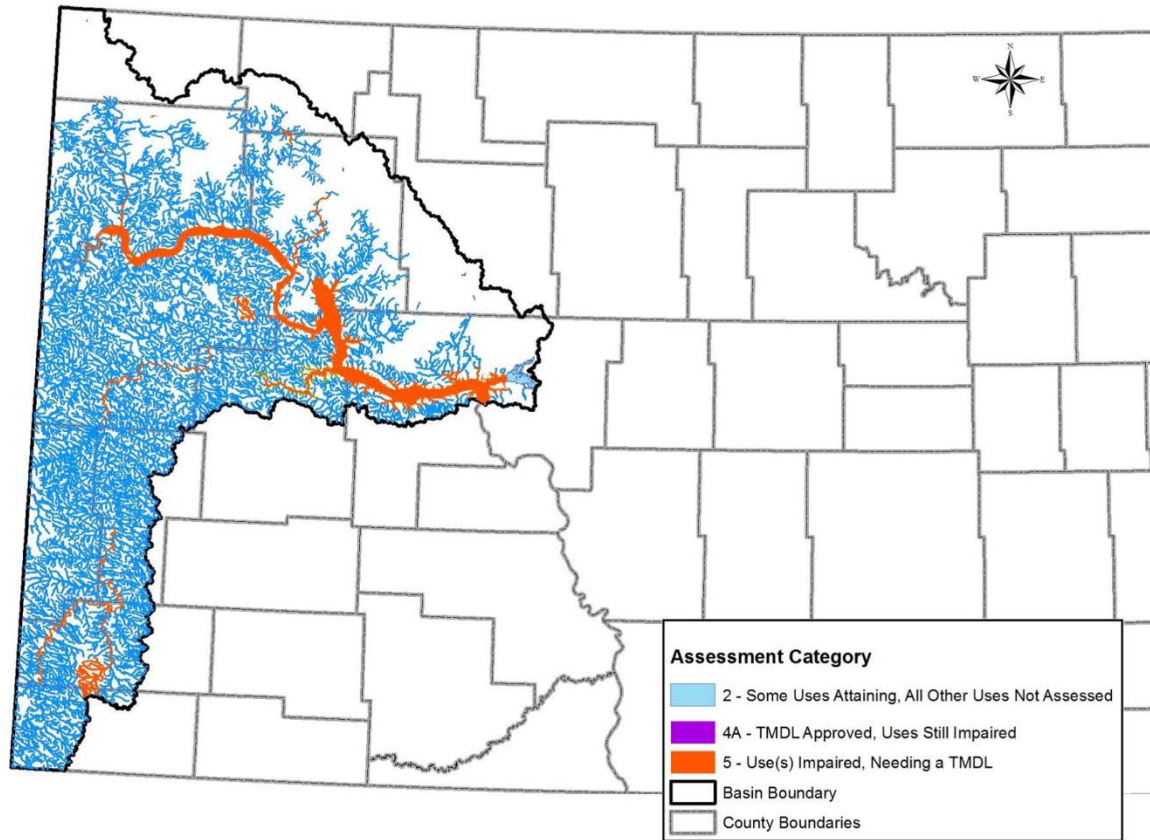 N
W E
S
Assessment Category
2 - Some Uses Attaining, All Other Uses Not Assessed
4A - TMDL Approved, Uses Still Impaired
5 - Use(s) Impaired, Needing a TMDL
Basin Boundary
County Boundaries